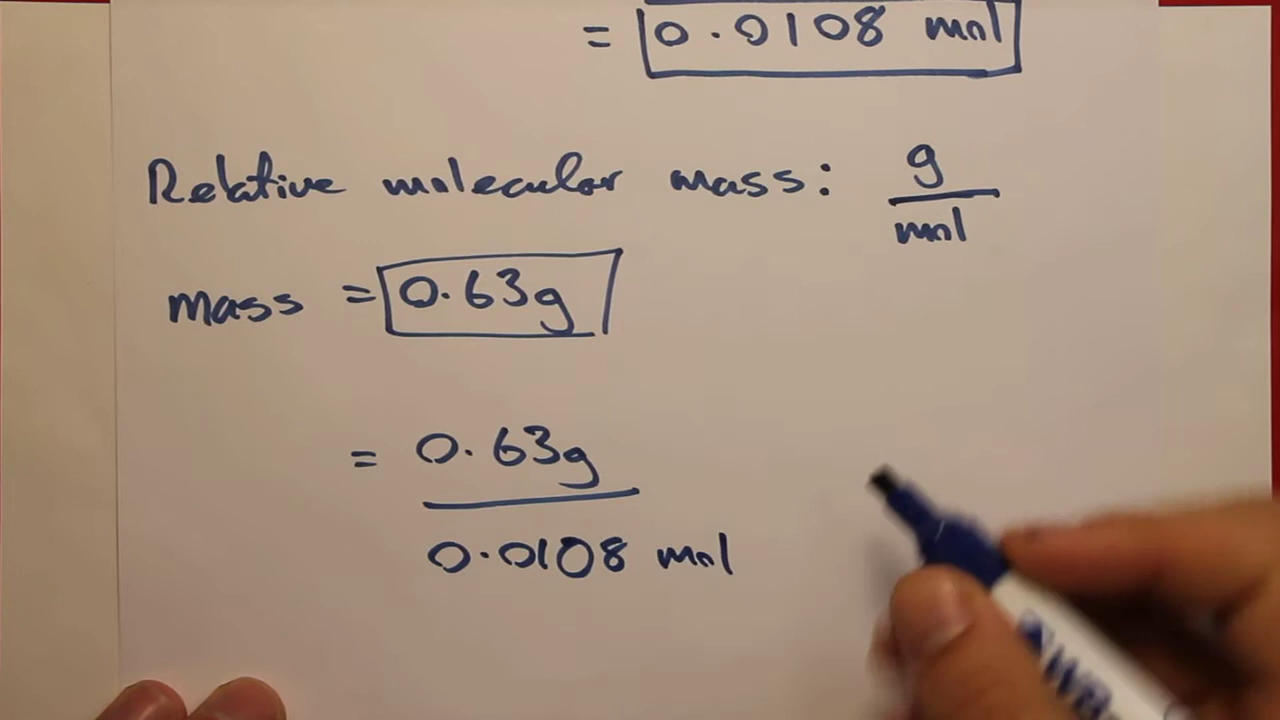 = 0.0108 mol
Relative molecular mass: g
mol
mass = 0.63g
= 0.63g
0.0108 mol